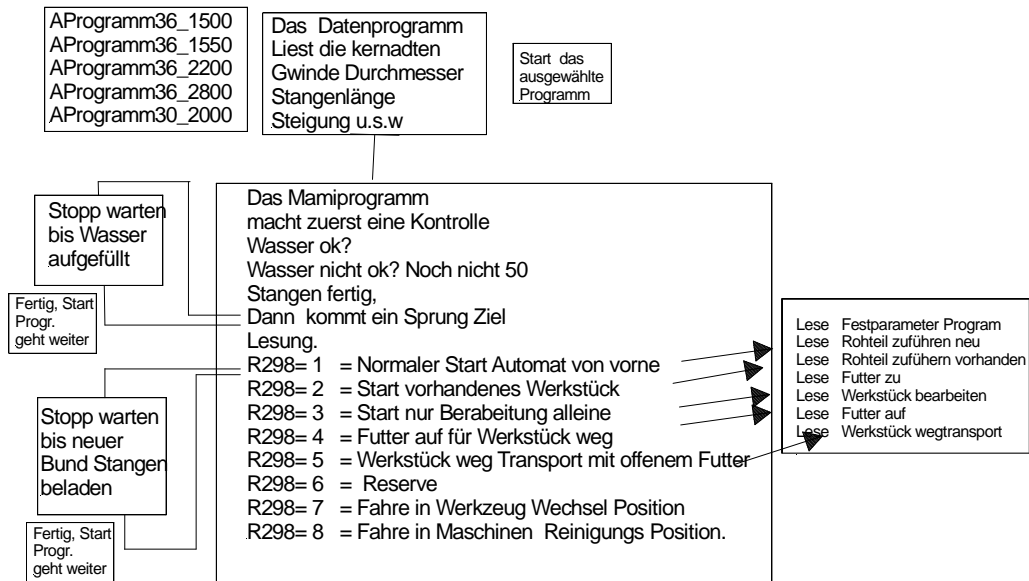 AProgramm36_1500
AProgramm36_1550
AProgramm36_2200
AProgramm36_2800
AProgramm30_2000
Das Datenprogramm
Liest die kernadten
Gwinde Durchmesser
Stangenlänge
Steigung u.s.w
Start das
ausgewählte
Programm
Stopp warten
bis Wasser
aufgefüllt
Fertig, Start
Progr.
geht weiter
Stopp warten
bis neuer
Bund Stangen
beladen
Fertig, Start
Progr.
geht weiter
Das Mamiprogramm
macht zuerst eine Kontrolle
Wasser ok?
Wasser nicht ok? Noch nicht 50
Stangen fertig,
Dann kommt ein Sprung Ziel
Lesung.
R298= 1 = Normaler Start Automat von vorne
R298= 2 = Start vorhandenes Werkstück
R298= 3 = Start nur Berabeitung alleine
R298= 4 = Futter auf für Werkstück weg
R298= 5 = Werkstück weg Transport mit offenem Futter
R298= 6 = Reserve
R298= 7 = Fahre in Werkzeug Wechsel Position
R298= 8 = Fahre in Maschinen Reinigungs Position.
Lese Festparameter Program
Lese Rohteil zuführen neu
Lese Rohteil zufühern vorhanden
Lese Futter zu
Lese Werkstück bearbeiten
Lese Futter auf
Lese Werkstück wegtransport